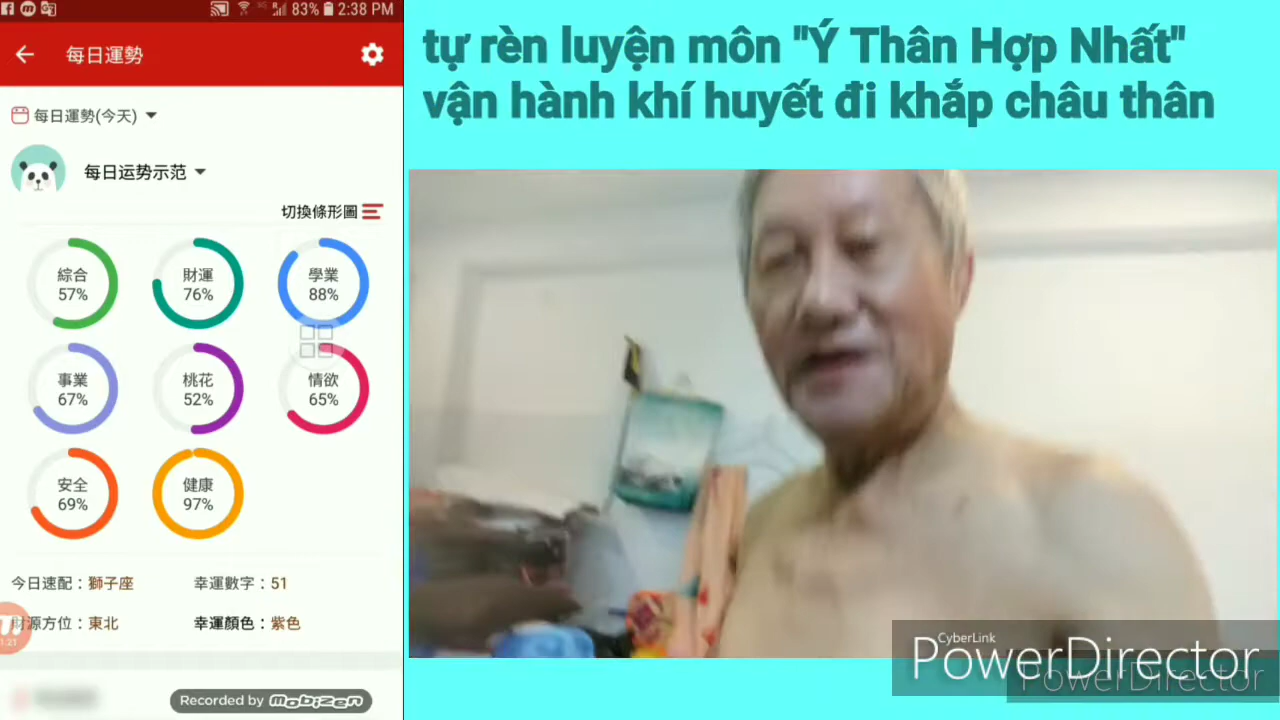 83% 2:38 PM
每日運勢
每日運勢(今天)
每日运势示范
切換條形圖
綜合 57%
財運 76%
學業 88%
事業 67%
桃花 52%
情欲 65%
安全 69%
健康 97%
今日速配：獅子座
幸運數字：51
財源方位：東北
幸運顏色：紫色
1:21
Recorded by Mobizen
tự rèn luyện môn "Ý Thân Hợp Nhất"
vận hành khí huyết đi khắp châu thân
CyberLink
PowerDirector
PowerDirector